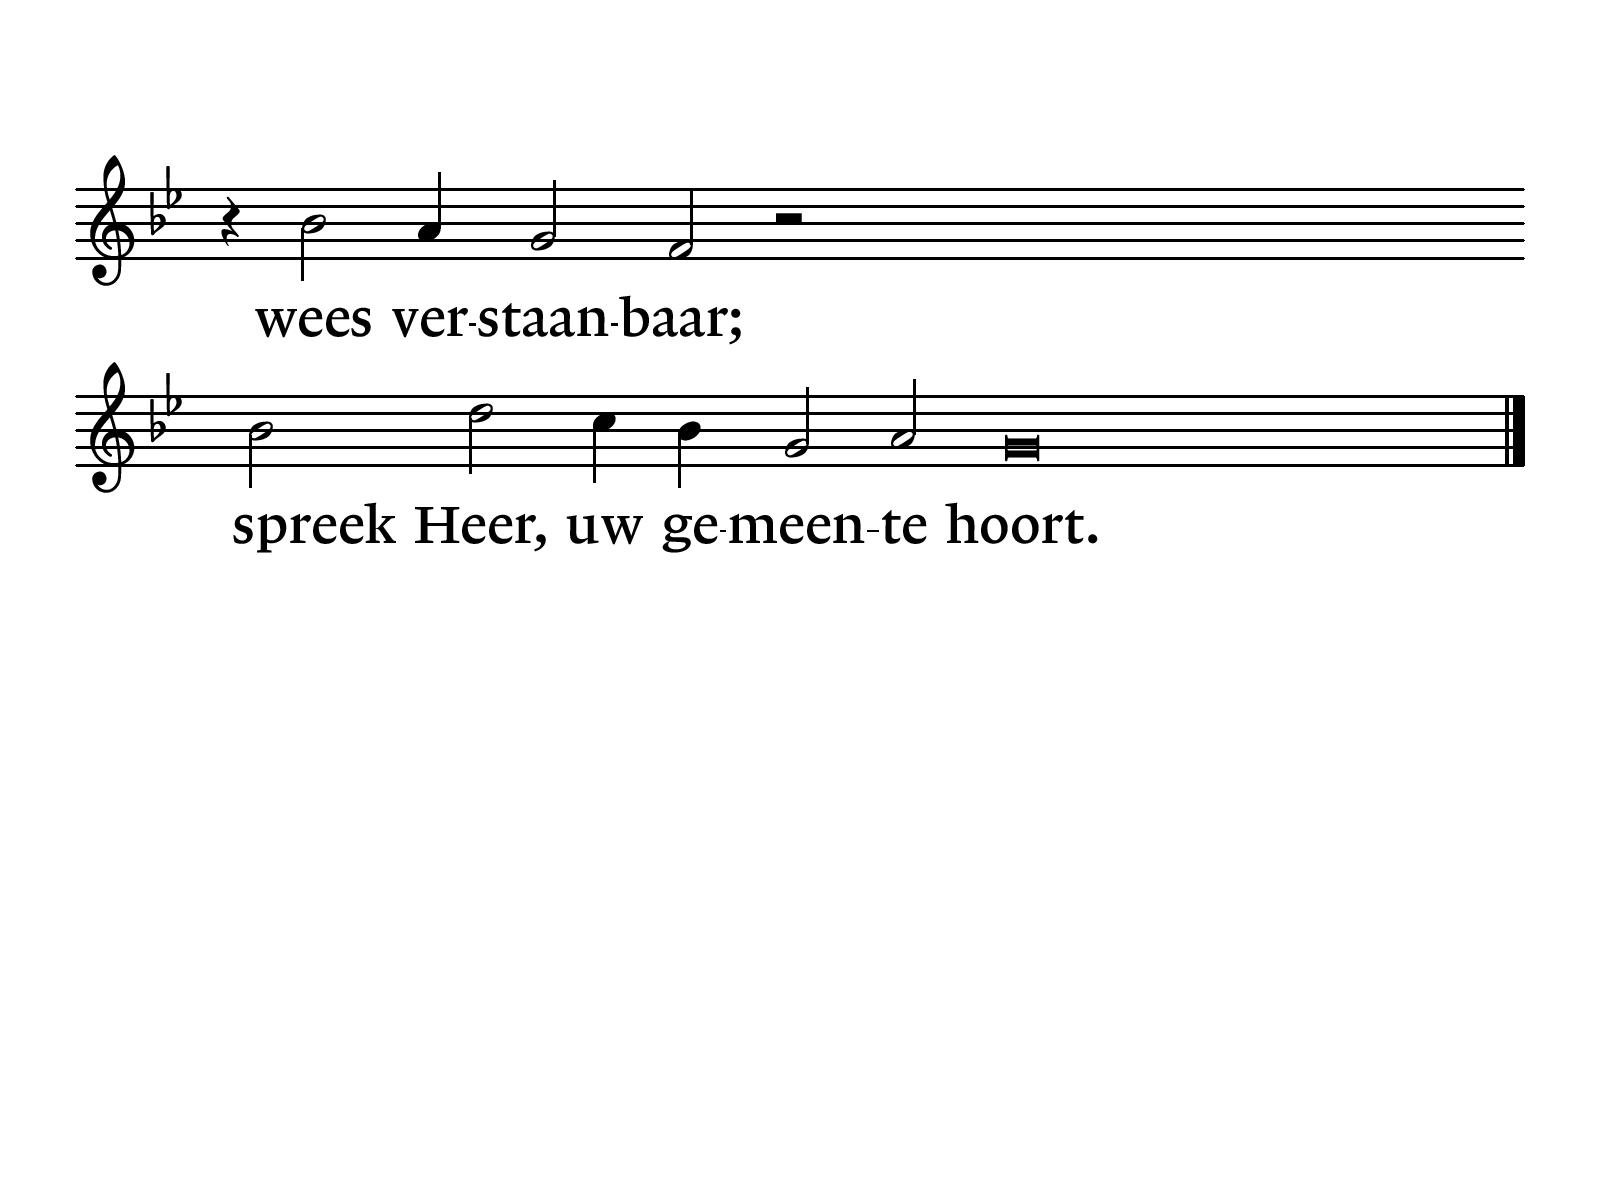 wees ver-staan-baar;
spreek Heer, uw ge-meen-te hoort.